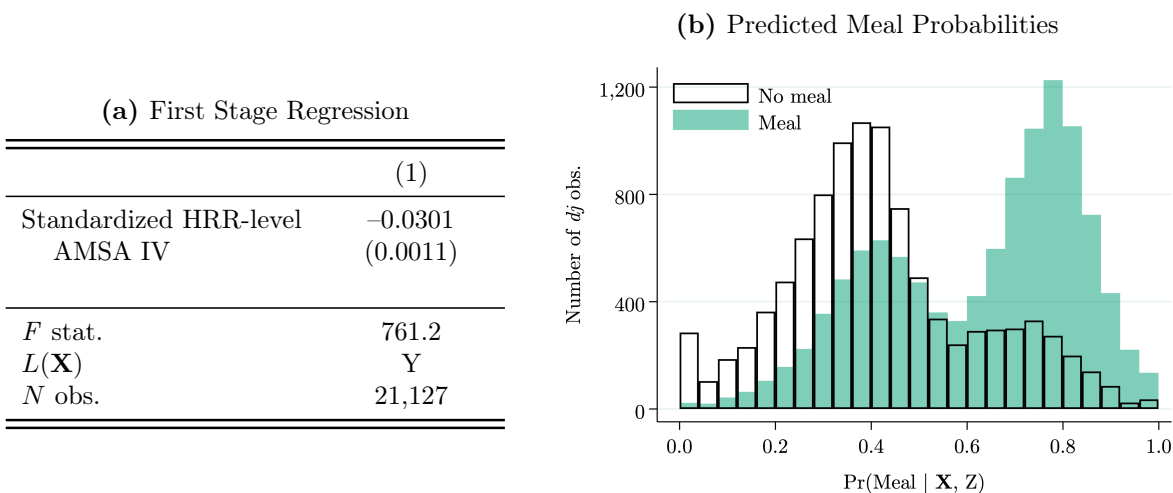 (a) First Stage Regression
(1)
Standardized HRR-level –0.0301
AMSA IV (0.0011)
F stat. 761.2
L(X) Y
N obs. 21,127
(b) Predicted Meal Probabilities
No meal
Meal
Number of dj obs.
1,200
800
400
0
0.0 0.2 0.4 0.6 0.8 1.0
Pr(Meal | X, Z)